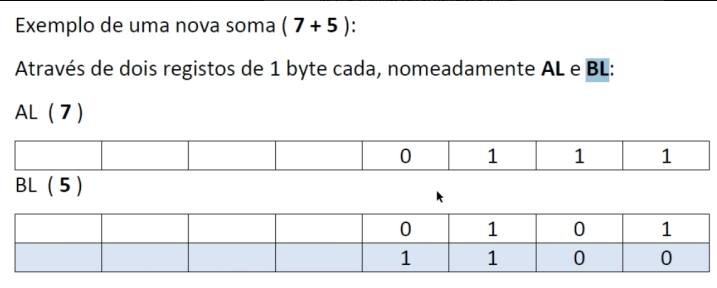 Exemplo de uma nova soma ( 7 + 5 ):
Através de dois registos de 1 byte cada, nomeadamente AL e BL:
AL ( 7 )
0 1 1 1
BL ( 5 )
0 1 0 1
1 1 0 0